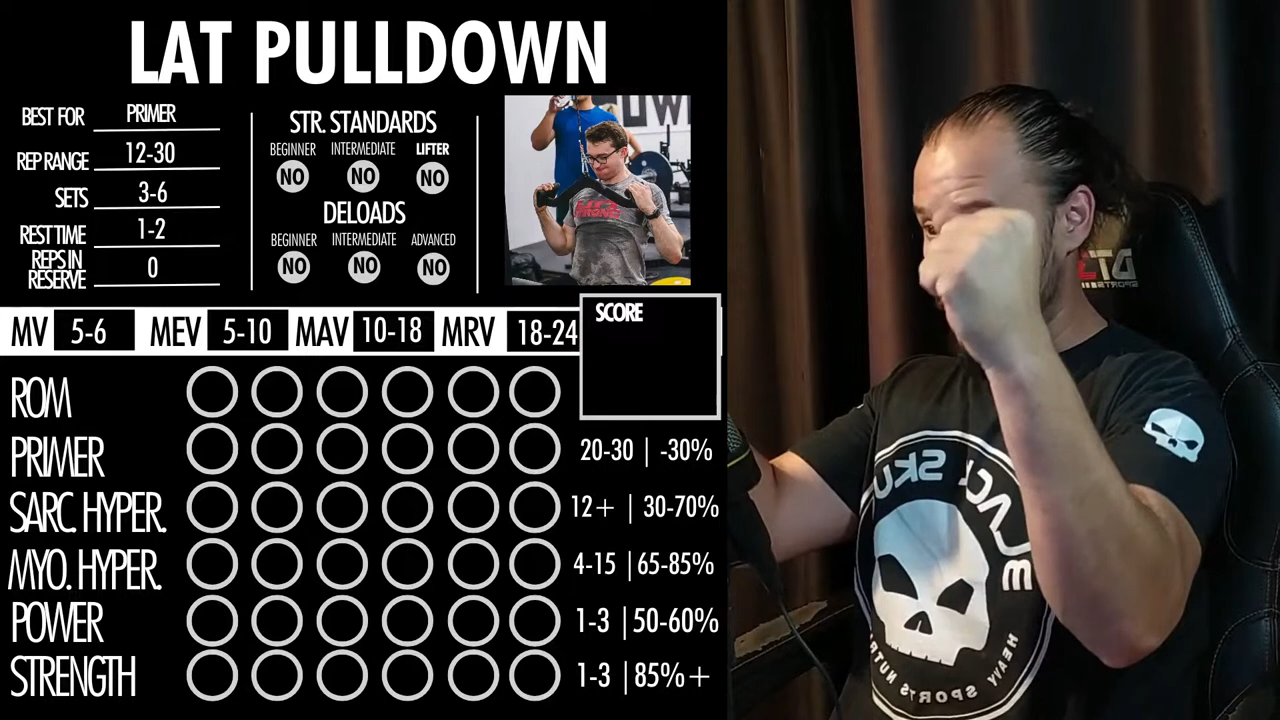 LAT PULLDOWN
BEST FOR PRIMER
REP RANGE 12-30
SETS 3-6
REST TIME 1-2
REPS IN
RESERVE 0
STR. STANDARDS
BEGINNER INTERMEDIATE LIFTER
NO NO NO
DELOADS
BEGINNER INTERMEDIATE ADVANCED
NO NO NO
MV 5-6 MEV 5-10 MAV 10-18 MRV 18-24
SCORE
ROM
PRIMER 20-30 | -30%
SARC. HYPER. 12+ | 30-70%
MYO. HYPER. 4-15 | 65-85%
POWER 1-3 | 50-60%
STRENGTH 1-3 | 85%+
HEAVY SPORTS NUTR